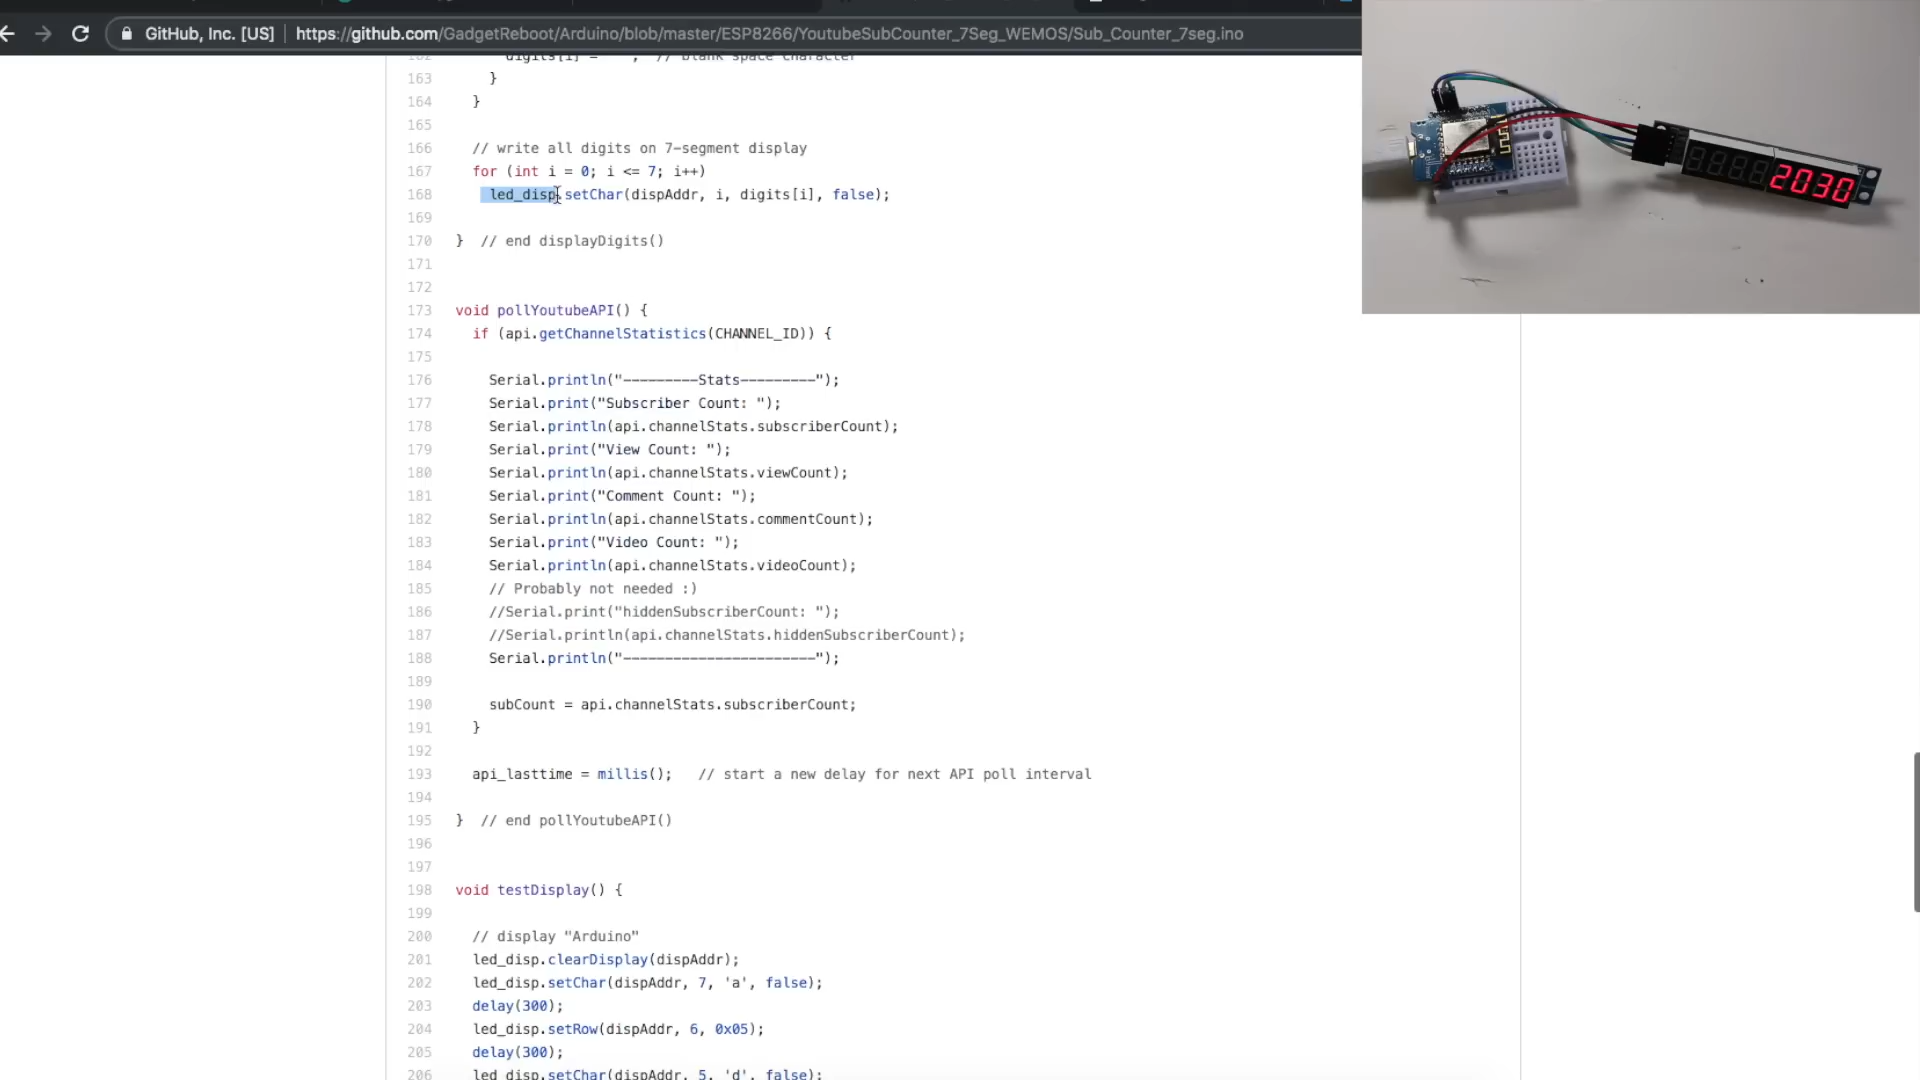 GitHub, Inc. [US] | https://github.com/GadgetReboot/Arduino/blob/master/ESP8266/YoutubeSubCounter_7Seg_WEMOS/Sub_Counter_7seg.ino
163 }
164 }
165
166 // write all digits on 7-segment display
167 for (int i = 0; i <= 7; i++)
168 led_disp.setChar(dispAddr, i, digits[i], false);
169
170 } // end displayDigits()
171
172
173 void pollYoutubeAPI() {
174 if (api.getChannelStatistics(CHANNEL_ID)) {
175
176 Serial.println("---------Stats---------");
177 Serial.print("Subscriber Count: ");
178 Serial.println(api.channelStats.subscriberCount);
179 Serial.print("View Count: ");
180 Serial.println(api.channelStats.viewCount);
181 Serial.print("Comment Count: ");
182 Serial.println(api.channelStats.commentCount);
183 Serial.print("Video Count: ");
184 Serial.println(api.channelStats.videoCount);
185 // Probably not needed :)
186 //Serial.print("hiddenSubscriberCount: ");
187 //Serial.println(api.channelStats.hiddenSubscriberCount);
188 Serial.println("-----------------------");
189
190 subCount = api.channelStats.subscriberCount;
191 }
192
193 api_lasttime = millis(); // start a new delay for next API poll interval
194
195 } // end pollYoutubeAPI()
196
197
198 void testDisplay() {
199
200 // display "Arduino"
201 led_disp.clearDisplay(dispAddr);
202 led_disp.setChar(dispAddr, 7, 'a', false);
203 delay(300);
204 led_disp.setRow(dispAddr, 6, 0x05);
205 delay(300);
206 led_disp.setChar(dispAddr, 5, 'd', false);
2030